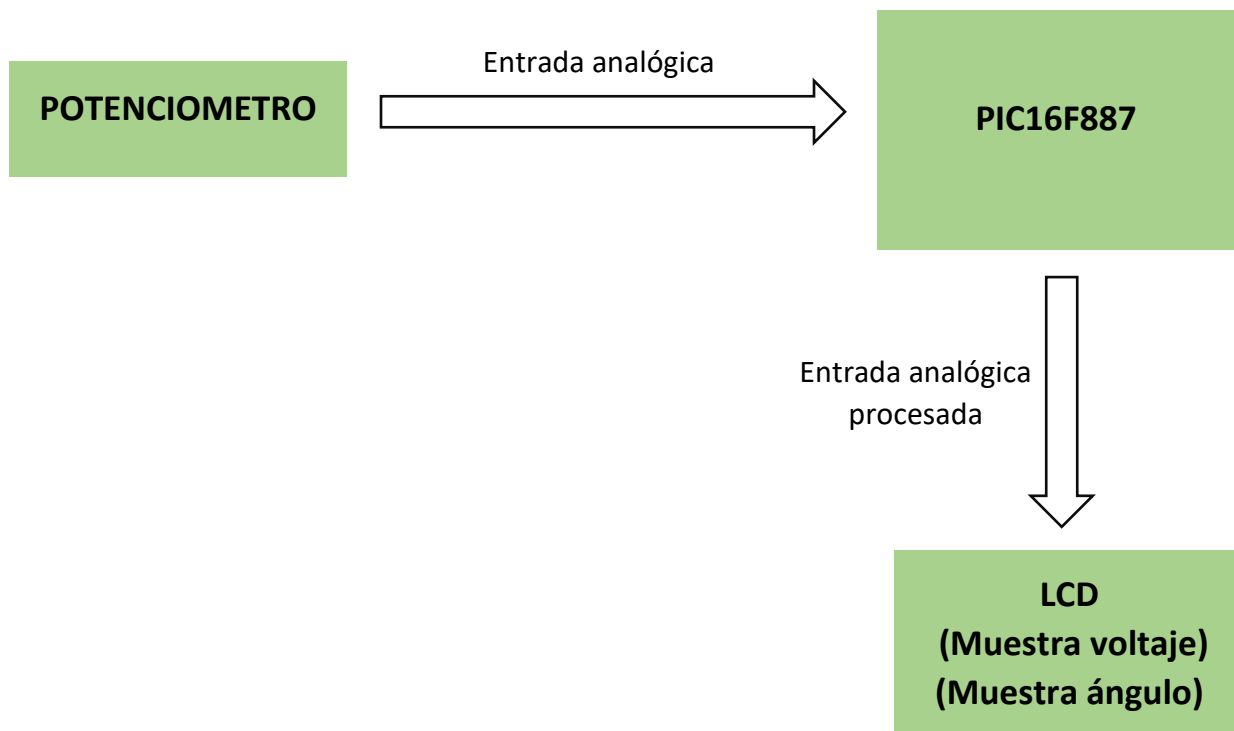 Entrada analógica
POTENCIOMETRO
PIC16F887
Entrada analógica
procesada
LCD
(Muestra voltaje)
(Muestra ángulo)